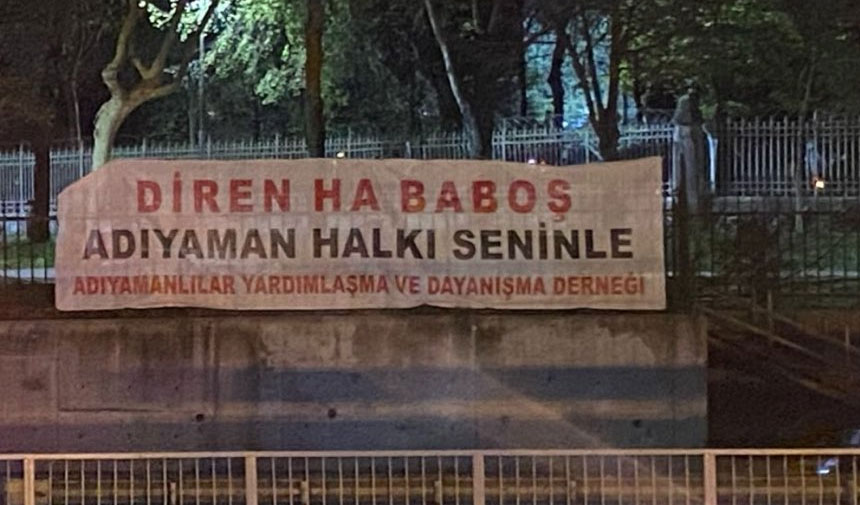 DİREN HA BABOŞ
ADIYAMAN HALKI SENİNLE
ADIYAMANLILAR YARDIMLAŞMA VE DAYANIŞMA DERNEĞİ